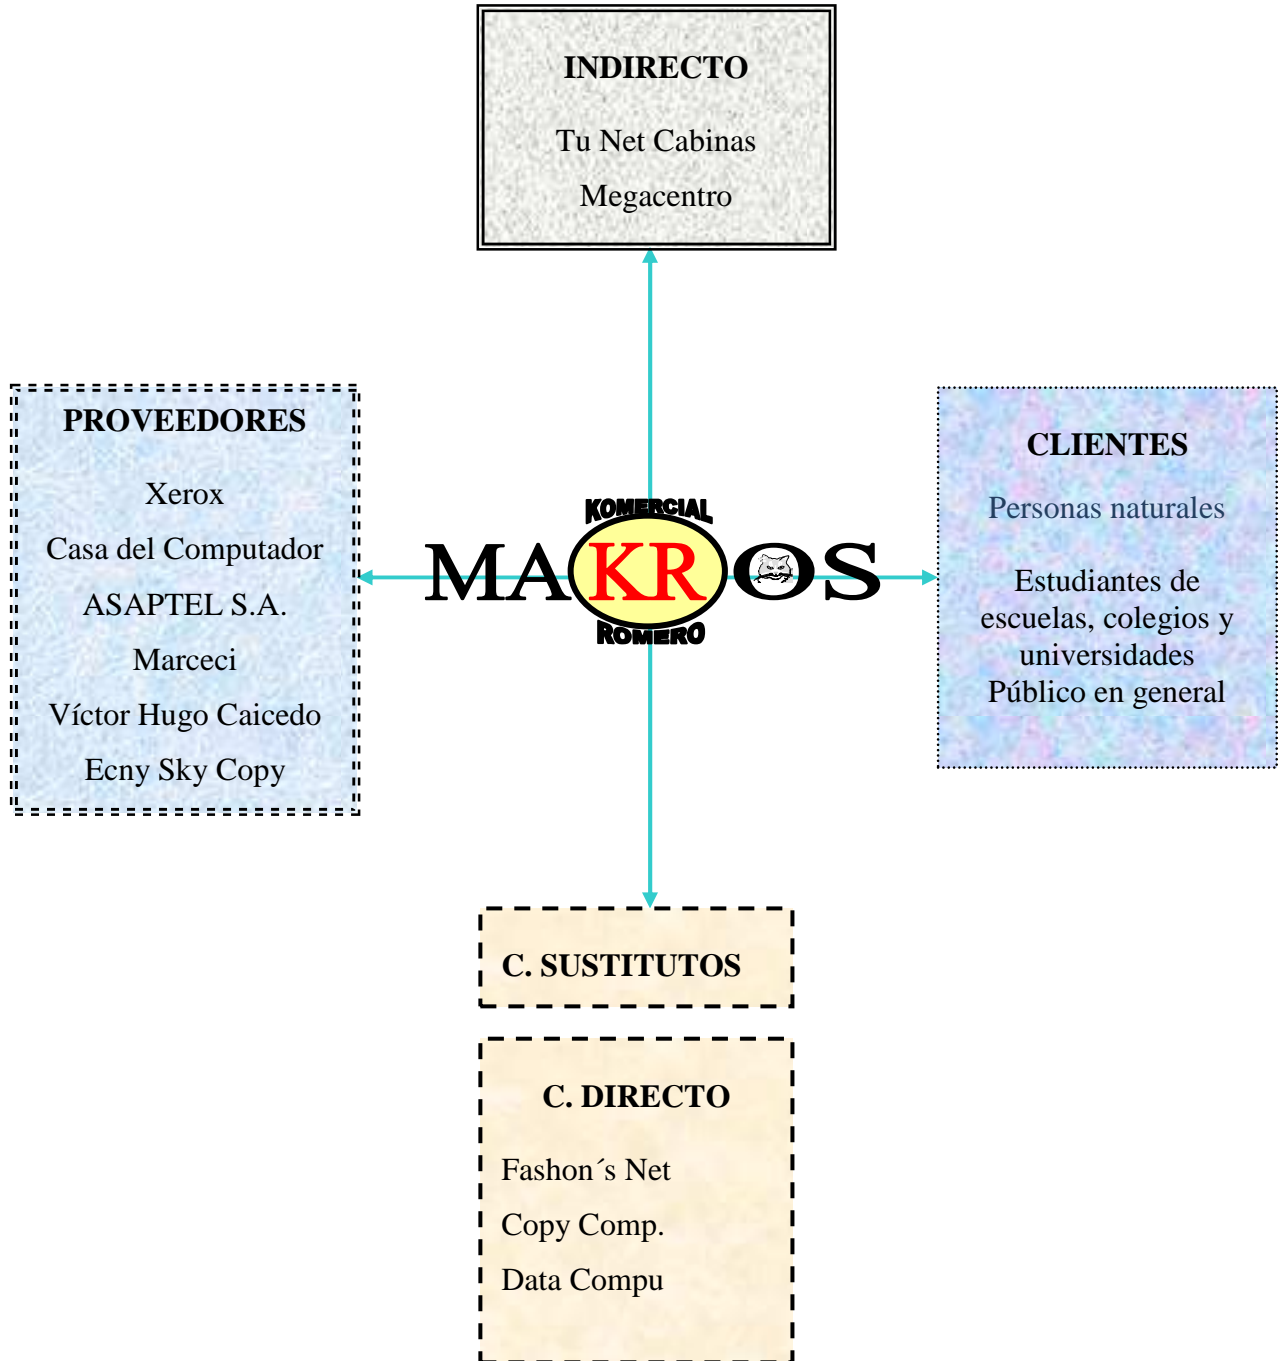 INDIRECTO
Tu Net Cabinas
Megacentro
PROVEEDORES
Xerox
Casa del Computador
ASAPTEL S.A.
Marceci
Víctor Hugo Caicedo
Ecny Sky Copy
KOMERCIAL
MAKROS
ROMERO
CLIENTES
Personas naturales
Estudiantes de
escuelas, colegios y
universidades
Público en general
C. SUSTITUTOS
C. DIRECTO
Fashon´s Net
Copy Comp.
Data Compu